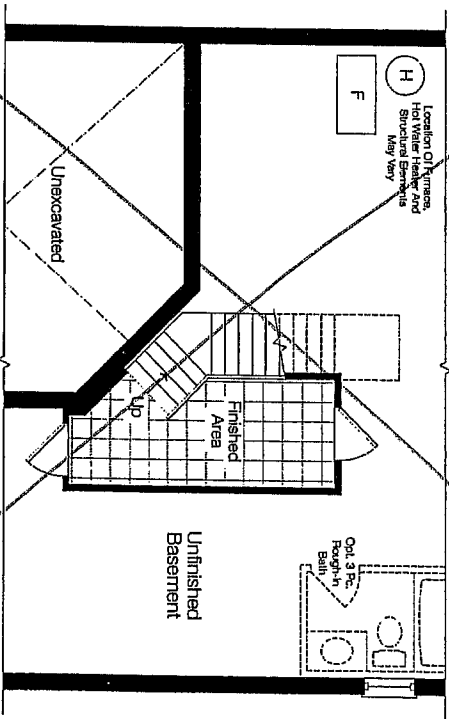 Location Of Furnace,
Hot Water Heater And
Structural Elements
May Vary
H
F
Unexcavated
Up
Finished
Area
Opt. 3 Pc.
Rough-In
Bath
Unfinished
Basement